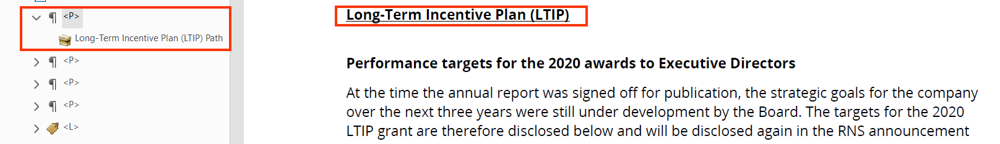 <P>
Long-Term Incentive Plan (LTIP) Path
<P>
<P>
<P>
<L>
Long-Term Incentive Plan (LTIP)
Performance targets for the 2020 awards to Executive Directors
At the time the annual report was signed off for publication, the strategic goals for the company
over the next three years were still under development by the Board. The targets for the 2020
LTIP grant are therefore disclosed below and will be disclosed again in the RNS announcement